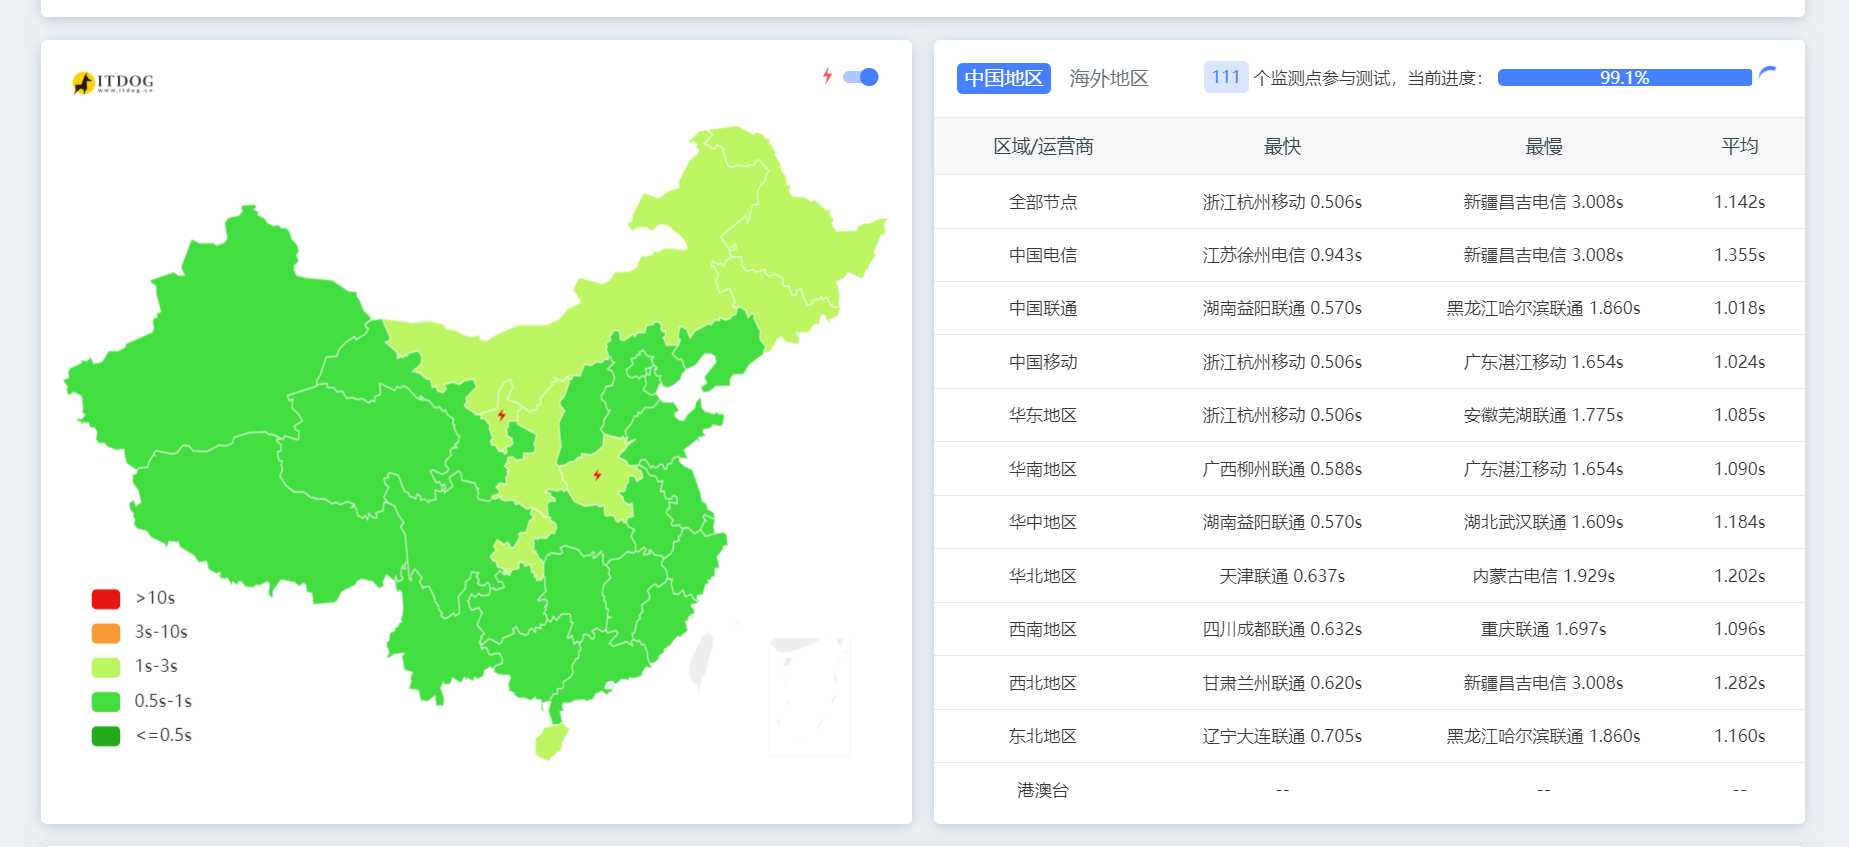 ITDOG
www.itdog.cn
>10s
3s-10s
1s-3s
0.5s-1s
<=0.5s
中国地区 海外地区 111 个监测点参与测试，当前进度： 99.1%
区域/运营商 最快 最慢 平均
全部节点 浙江杭州移动 0.506s 新疆昌吉电信 3.008s 1.142s
中国电信 江苏徐州电信 0.943s 新疆昌吉电信 3.008s 1.355s
中国联通 湖南益阳联通 0.570s 黑龙江哈尔滨联通 1.860s 1.018s
中国移动 浙江杭州移动 0.506s 广东湛江移动 1.654s 1.024s
华东地区 浙江杭州移动 0.506s 安徽芜湖联通 1.775s 1.085s
华南地区 广西柳州联通 0.588s 广东湛江移动 1.654s 1.090s
华中地区 湖南益阳联通 0.570s 湖北武汉联通 1.609s 1.184s
华北地区 天津联通 0.637s 内蒙古电信 1.929s 1.202s
西南地区 四川成都联通 0.632s 重庆联通 1.697s 1.096s
西北地区 甘肃兰州联通 0.620s 新疆昌吉电信 3.008s 1.282s
东北地区 辽宁大连联通 0.705s 黑龙江哈尔滨联通 1.860s 1.160s
港澳台 -- -- --